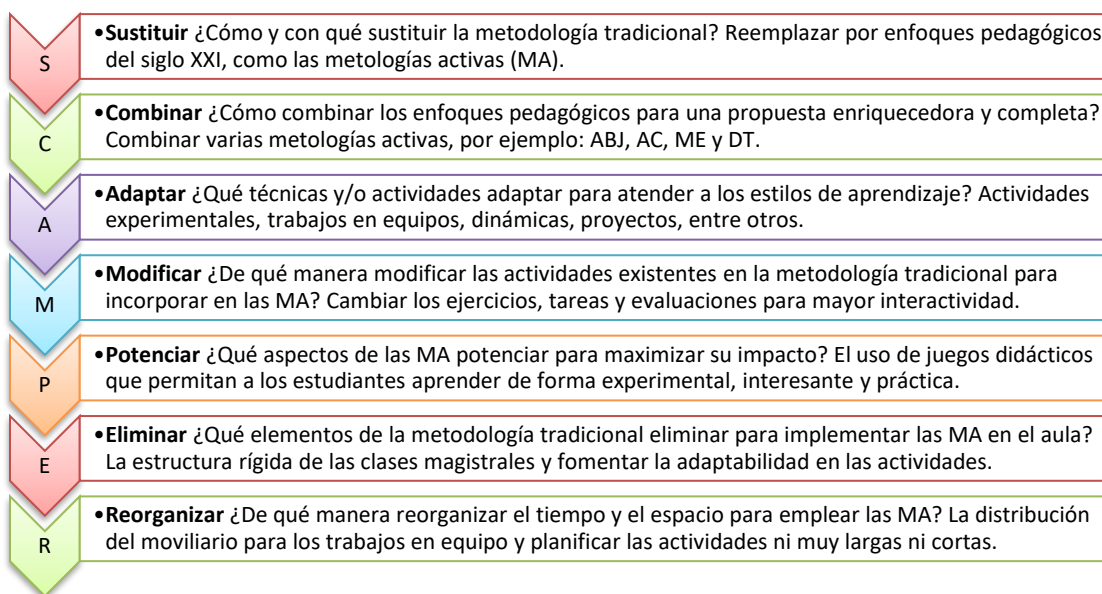 S
•Sustituir ¿Cómo y con qué sustituir la metodología tradicional? Reemplazar por enfoques pedagógicos
del siglo XXI, como las metologías activas (MA).
C
•Combinar ¿Cómo combinar los enfoques pedagógicos para una propuesta enriquecedora y completa?
Combinar varias metologías activas, por ejemplo: ABJ, AC, ME y DT.
A
•Adaptar ¿Qué técnicas y/o actividades adaptar para atender a los estilos de aprendizaje? Actividades
experimentales, trabajos en equipos, dinámicas, proyectos, entre otros.
M
•Modificar ¿De qué manera modificar las actividades existentes en la metodología tradicional para
incorporar en las MA? Cambiar los ejercicios, tareas y evaluaciones para mayor interactividad.
P
•Potenciar ¿Qué aspectos de las MA potenciar para maximizar su impacto? El uso de juegos didácticos
que permitan a los estudiantes aprender de forma experimental, interesante y práctica.
E
•Eliminar ¿Qué elementos de la metodología tradicional eliminar para implementar las MA en el aula?
La estructura rígida de las clases magistrales y fomentar la adaptabilidad en las actividades.
R
•Reorganizar ¿De qué manera reorganizar el tiempo y el espacio para emplear las MA? La distribución
del moviliario para los trabajos en equipo y planificar las actividades ni muy largas ni cortas.